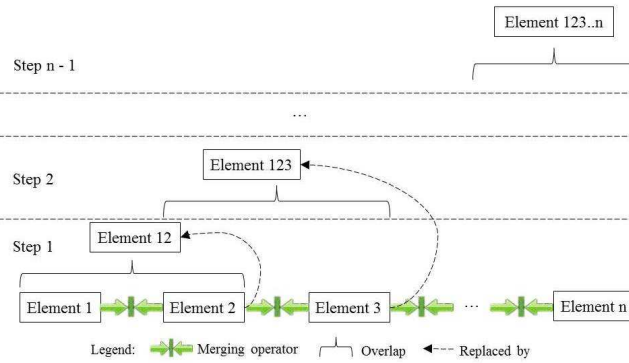 Element 123..n
Step n - 1
...
Element 123
Step 2
Element 12
Step 1
Element 1
Element 2
Element 3
...
Element n
Legend:
Merging operator
Overlap
Replaced by